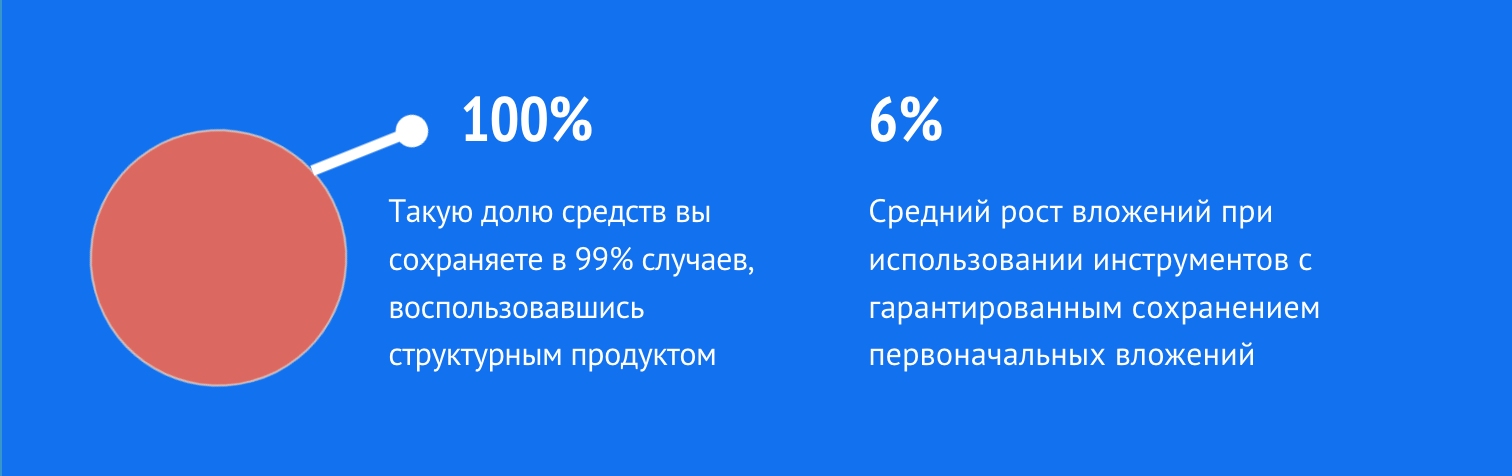 100%
Такую долю средств вы
сохраняете в 99% случаев,
воспользовавшись
структурным продуктом
6%
Средний рост вложений при
использовании инструментов с
гарантированным сохранением
первоначальных вложений